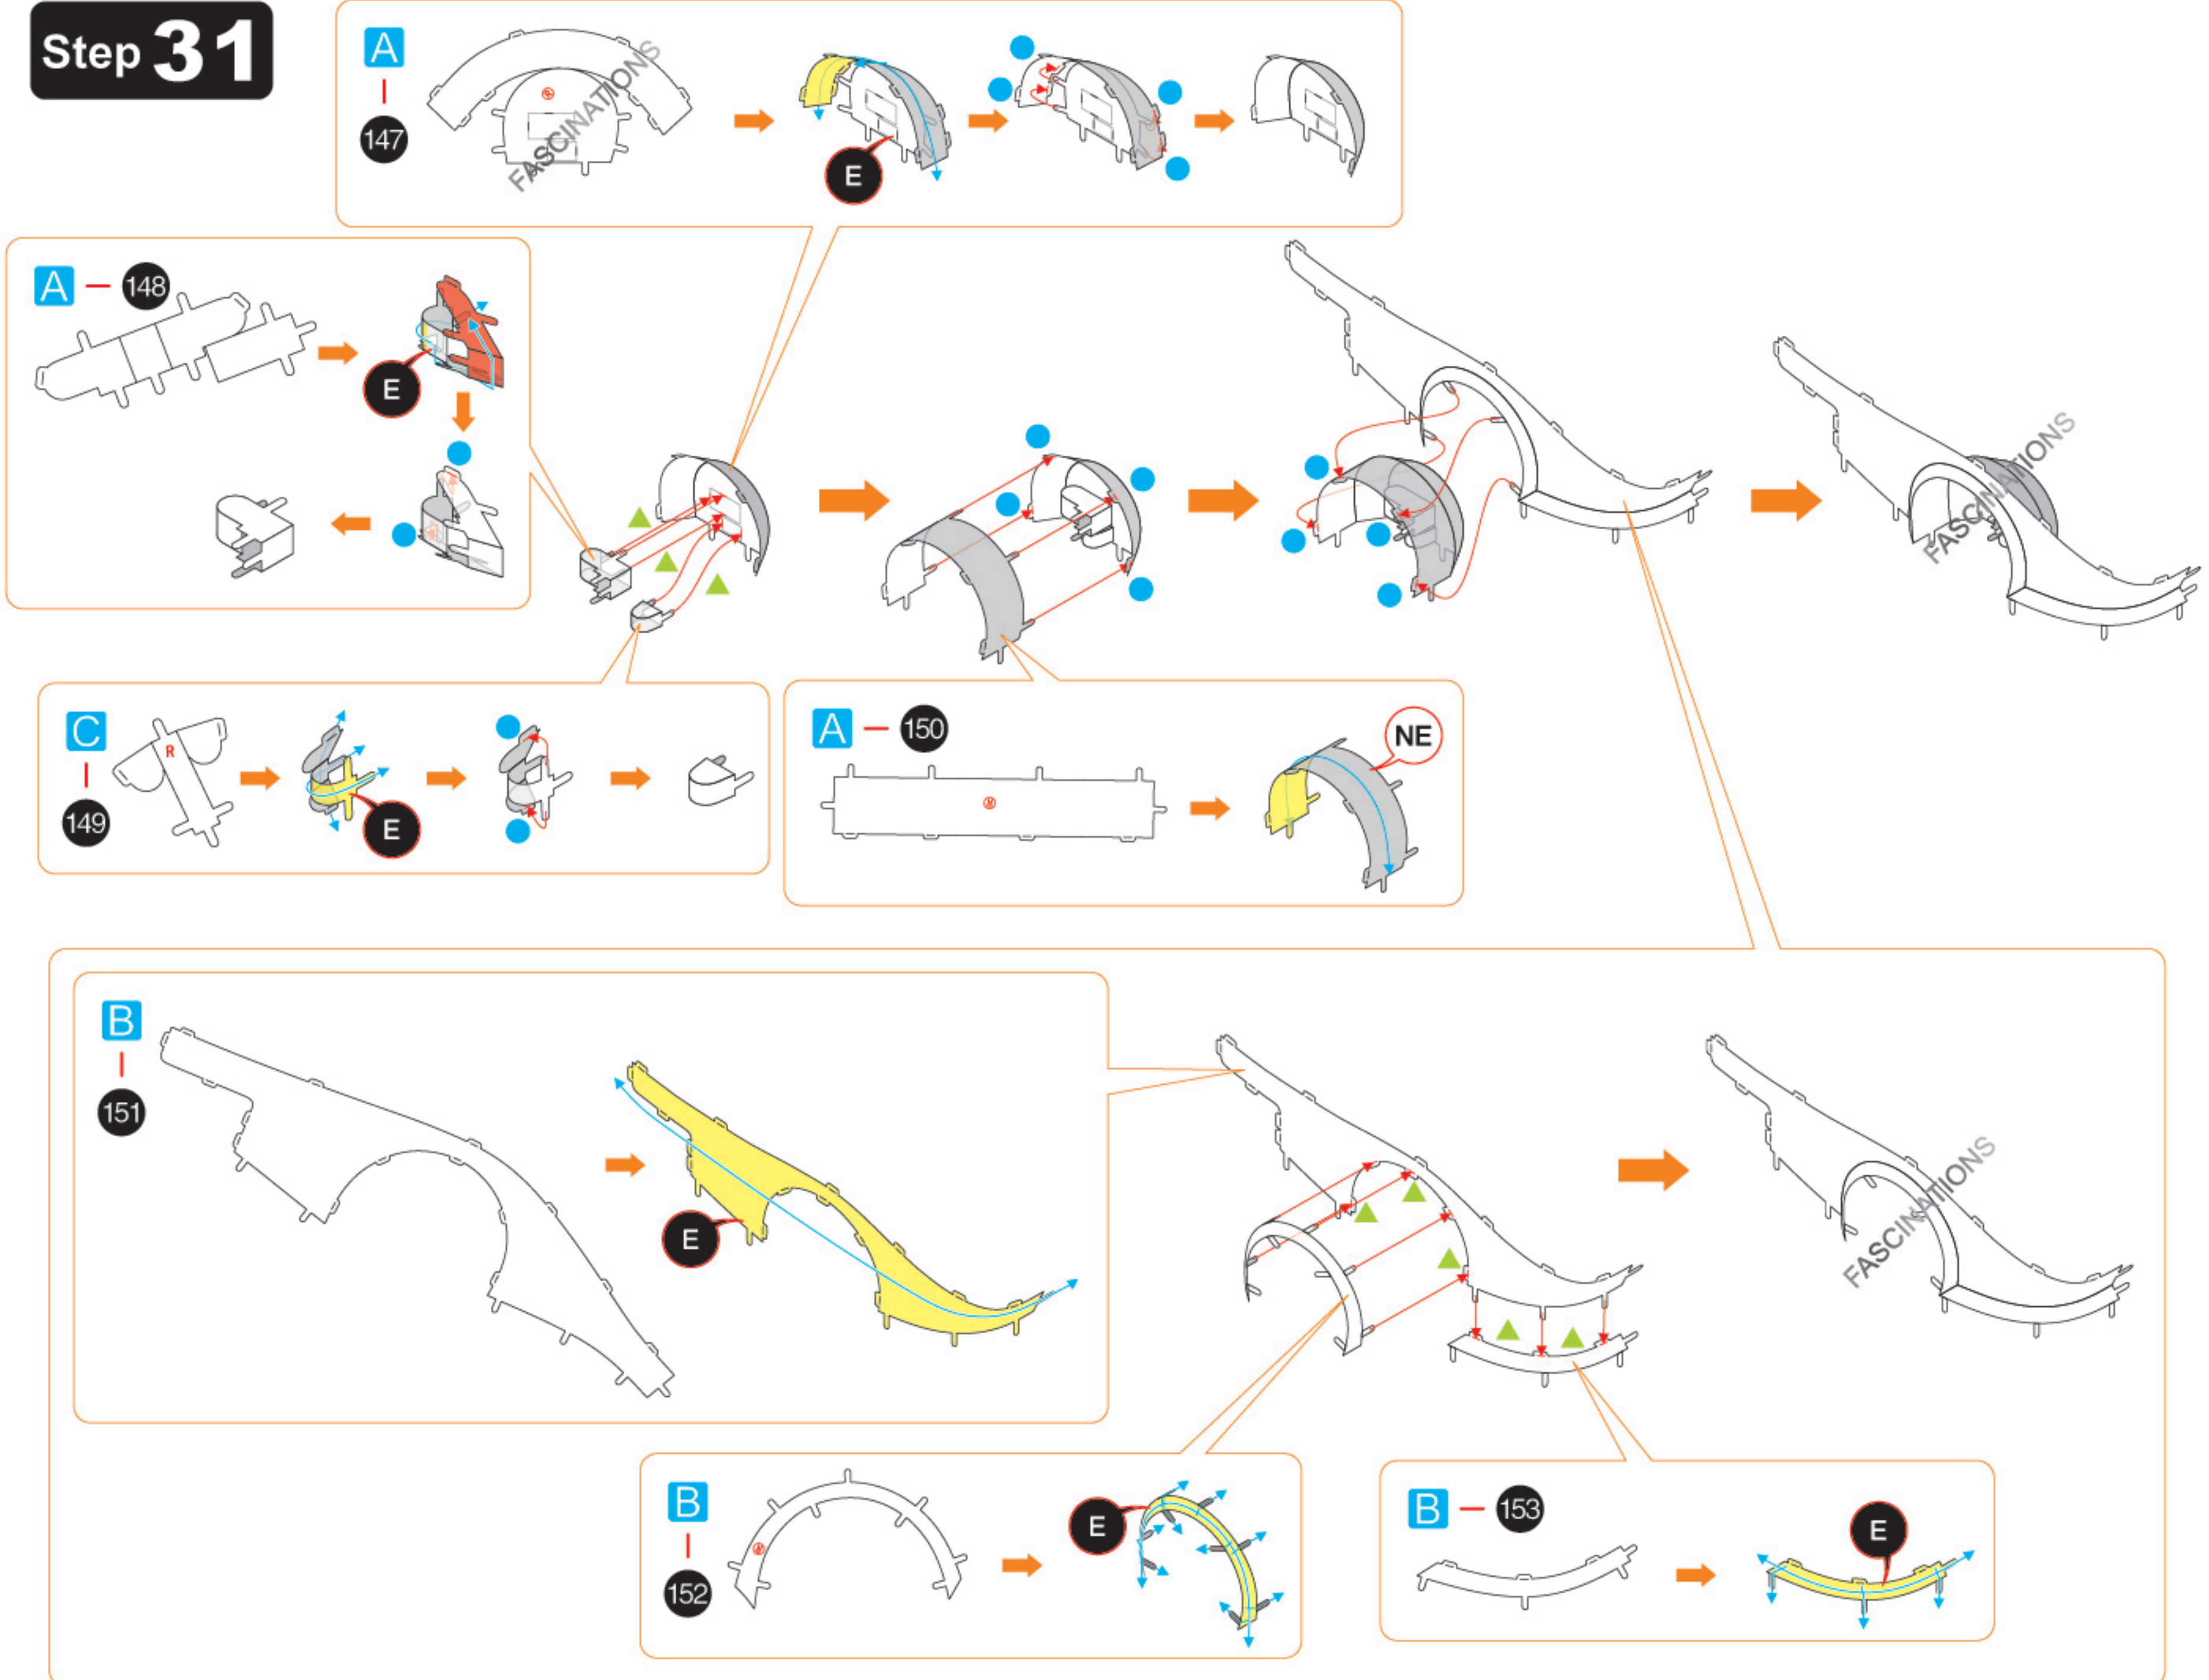 Step 31
A
147
FASCINATIONS
E
A
148
E
FASCINATIONS
C
149
R
E
A
150
NE
B
151
E
FASCINATIONS
B
152
E
B
153
E